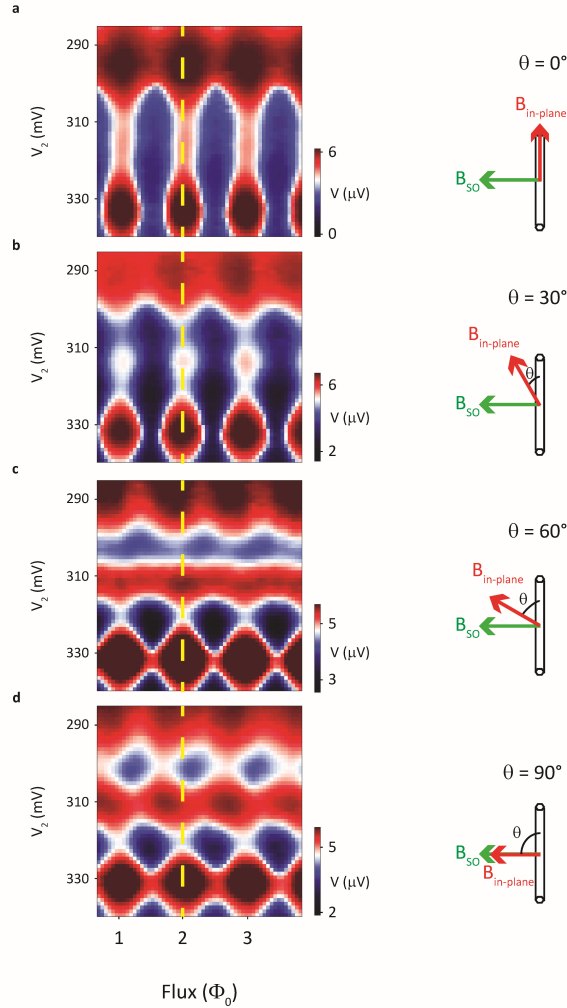 a
290
310
330
V2 (mV)
6
V (μV)
0
θ = 0°
Bin-plane
BSO
b
290
310
330
V2 (mV)
6
V (μV)
2
θ = 30°
Bin-plane
θ
BSO
c
290
310
330
V2 (mV)
5
V (μV)
3
θ = 60°
Bin-plane
θ
BSO
d
290
310
330
V2 (mV)
5
V (μV)
2
θ = 90°
θ
BSO
Bin-plane
1 2 3
Flux (Φ0)